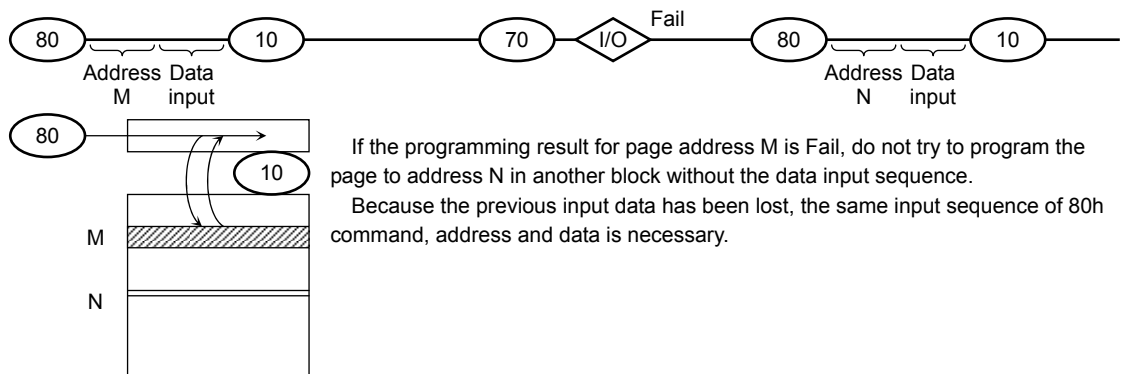 Fail
80 10 70 I/O 80 10
Address Data Address Data
M input N input
80
10
If the programming result for page address M is Fail, do not try to program the
page to address N in another block without the data input sequence.
Because the previous input data has been lost, the same input sequence of 80h
command, address and data is necessary.
M
N